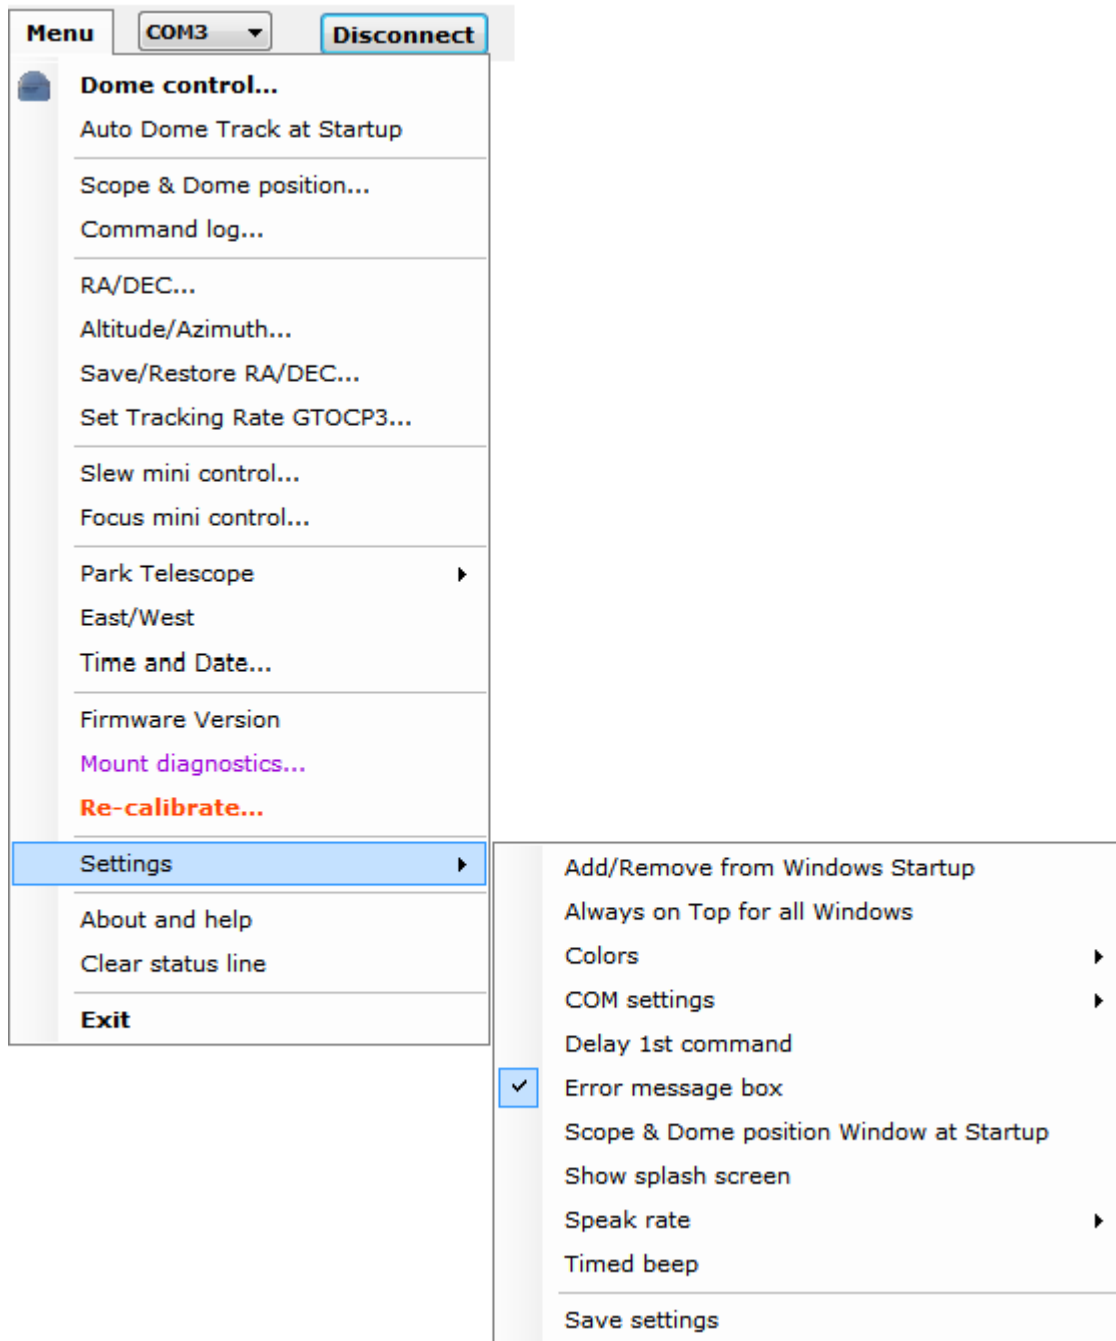 Menu COM3 Disconnect
Dome control...
Auto Dome Track at Startup
Scope & Dome position...
Command log...
RA/DEC...
Altitude/Azimuth...
Save/Restore RA/DEC...
Set Tracking Rate GTOCP3...
Slew mini control...
Focus mini control...
Park Telescope
East/West
Time and Date...
Firmware Version
Mount diagnostics...
Re-calibrate...
Settings
About and help
Clear status line
Exit
Add/Remove from Windows Startup
Always on Top for all Windows
Colors
COM settings
Delay 1st command
Error message box
Scope & Dome position Window at Startup
Show splash screen
Speak rate
Timed beep
Save settings